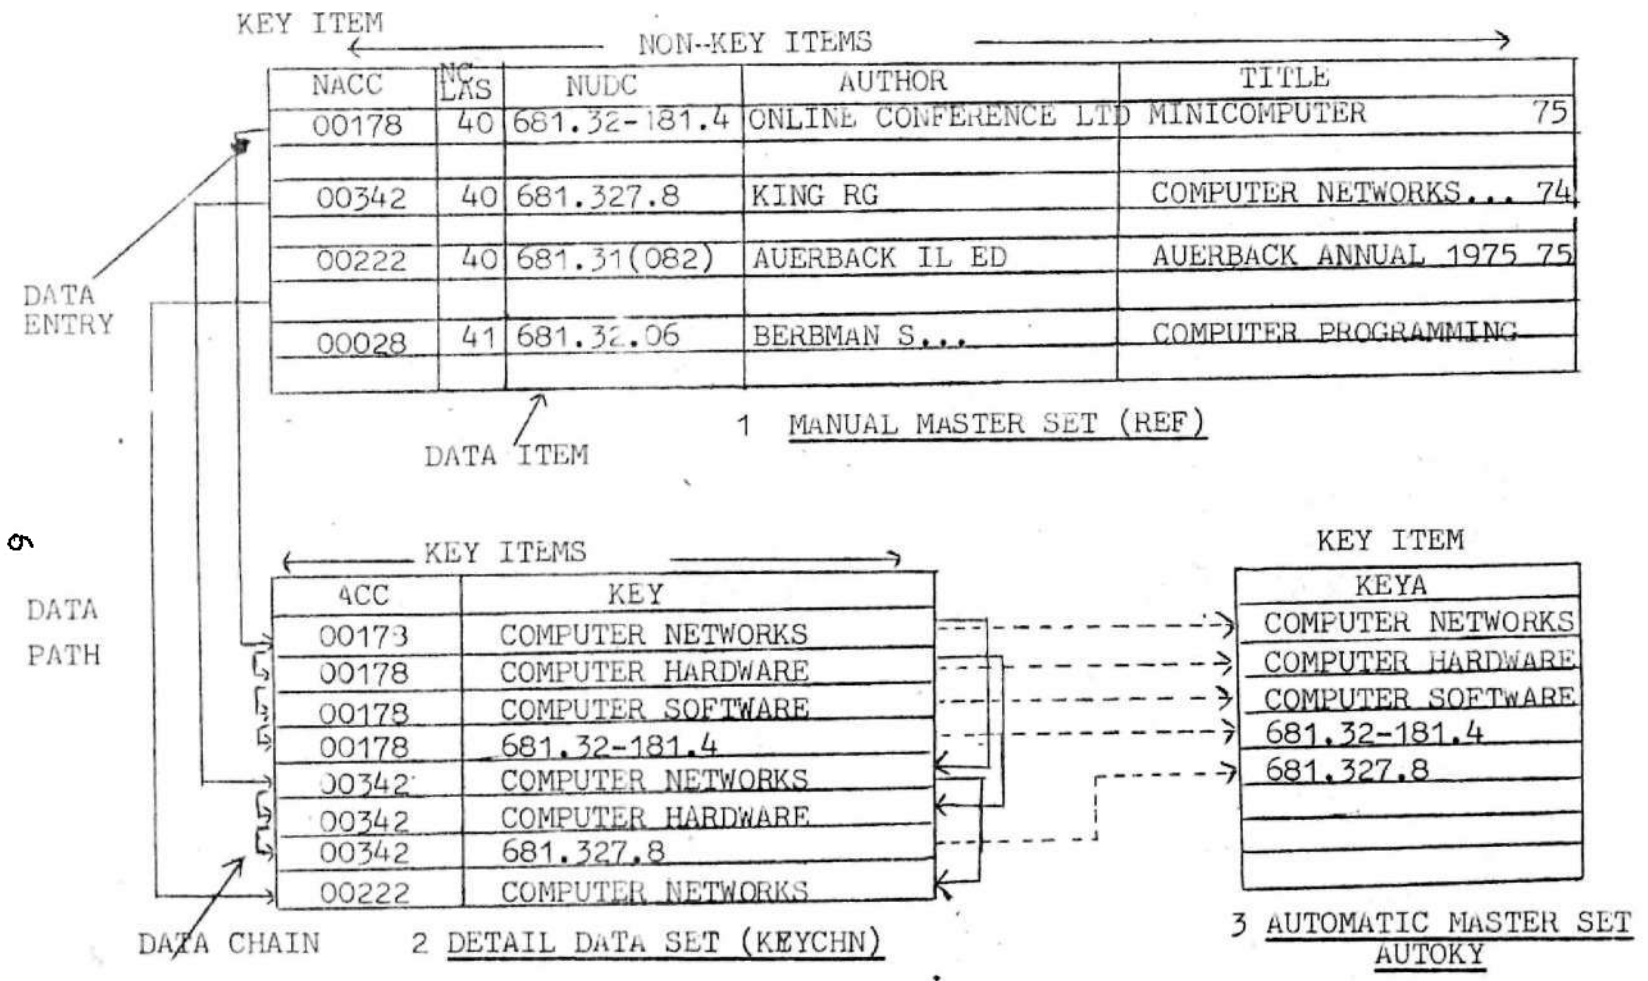 KEY ITEM
NON--KEY ITEMS
NACC NC LAS NUDC AUTHOR TITLE
00178 40 681.32-181.4 ONLINE CONFERENCE LTD MINICOMPUTER 75
00342 40 681.327.8 KING RG COMPUTER NETWORKS... 74
00222 40 681.31(082) AUERBACK IL ED AUERBACK ANNUAL 1975 75
00028 41 681.32.06 BERBMAN S... COMPUTER PROGRAMMING
DATA
ENTRY
1 MANUAL MASTER SET (REF)
DATA ITEM
6
DATA
PATH
KEY ITEMS
ACC KEY
00178 COMPUTER NETWORKS
00178 COMPUTER HARDWARE
00178 COMPUTER SOFTWARE
00178 681.32-181.4
00342 COMPUTER NETWORKS
00342 COMPUTER HARDWARE
00342 681.327.8
00222 COMPUTER NETWORKS
DATA CHAIN
2 DETAIL DATA SET (KEYCHN)
KEY ITEM
KEYA
COMPUTER NETWORKS
COMPUTER HARDWARE
COMPUTER SOFTWARE
681.32-181.4
681.327.8
3 AUTOMATIC MASTER SET
AUTOKY